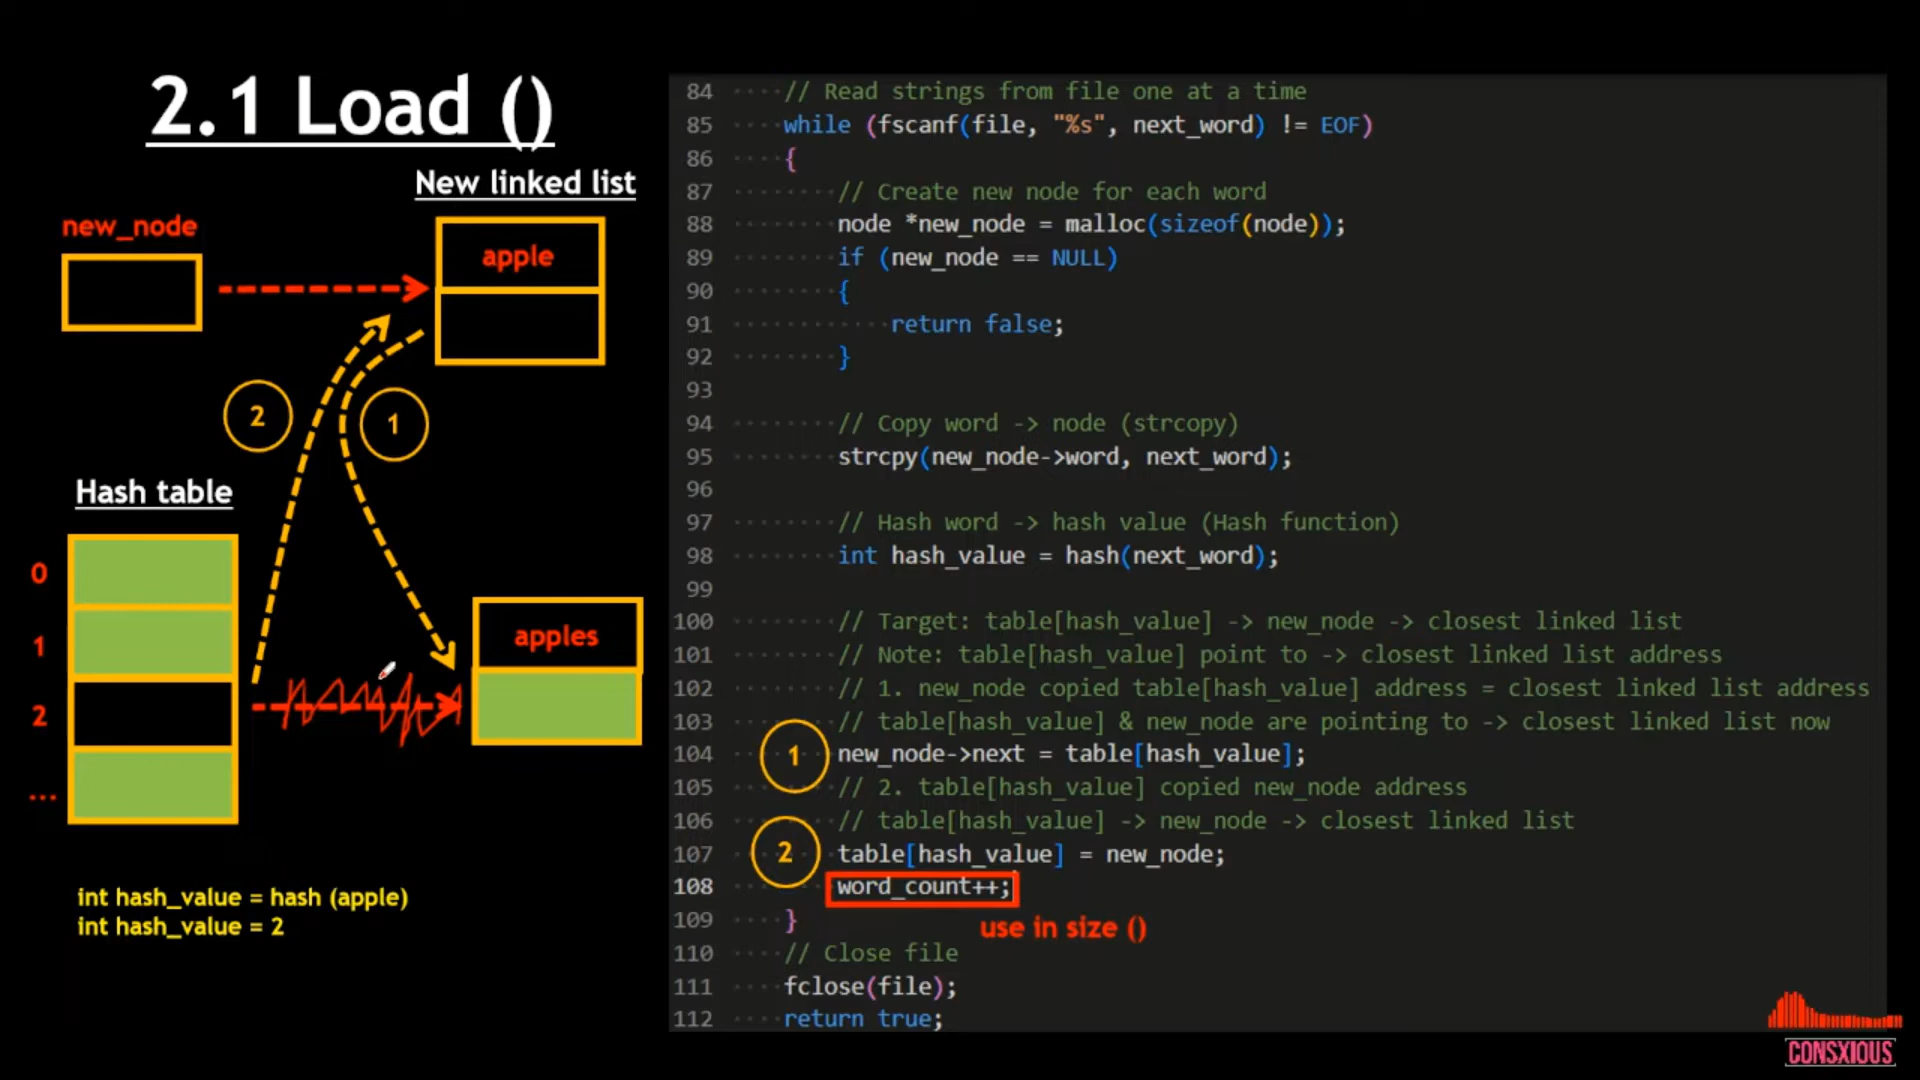 2.1 Load ()
New linked list
new_node
apple
2
1
Hash table
0
1
2
...
apples
int hash_value = hash (apple)
int hash_value = 2
84 // Read strings from file one at a time
85 while (fscanf(file, "%s", next_word) != EOF)
86 {
87 // Create new node for each word
88 node *new_node = malloc(sizeof(node));
89 if (new_node == NULL)
90 {
91 return false;
92 }
93
94 // Copy word -> node (strcopy)
95 strcpy(new_node->word, next_word);
96
97 // Hash word -> hash value (Hash function)
98 int hash_value = hash(next_word);
99
100 // Target: table[hash_value] -> new_node -> closest linked list
101 // Note: table[hash_value] point to -> closest linked list address
102 // 1. new_node copied table[hash_value] address = closest linked list address
103 // table[hash_value] & new_node are pointing to -> closest linked list now
104 1 new_node->next = table[hash_value];
105 // 2. table[hash_value] copied new_node address
106 // table[hash_value] -> new_node -> closest linked list
107 2 table[hash_value] = new_node;
108 word_count++;
109 }
use in size ()
110 // Close file
111 fclose(file);
112 return true;
CONSXIOUS